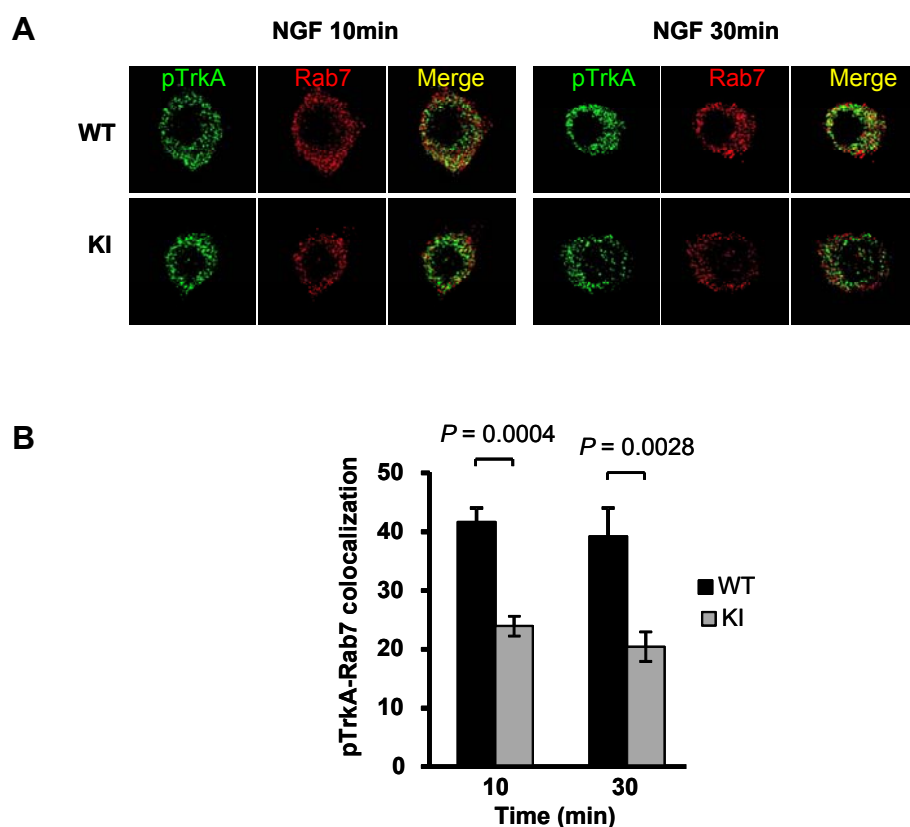 A
NGF 10min
NGF 30min
pTrkA
Rab7
Merge
pTrkA
Rab7
Merge
WT
KI
B
P = 0.0004
P = 0.0028
pTrkA-Rab7 colocalization
50
40
30
20
10
0
WT
KI
10
30
Time (min)